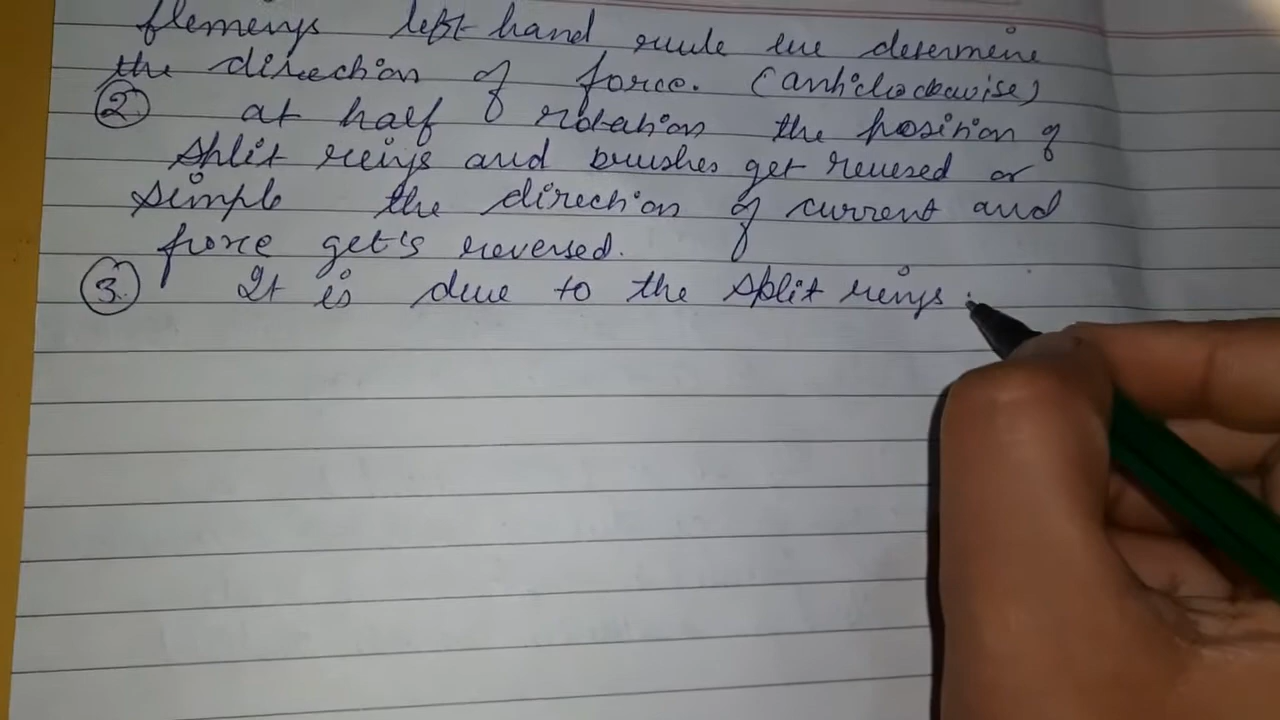 flemengs left hand ruule we determine
the direction of force. (anticlockwise)
2. at half rotation the position of
split rings and brushes get reversed or
simple the direction of current and
force get's reversed.
3. It is due to the split rings